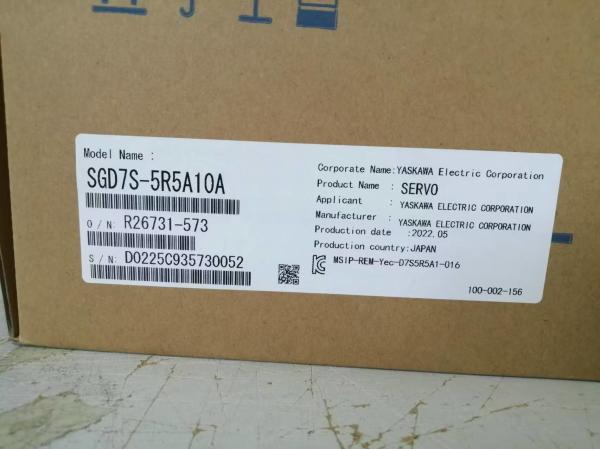 Model Name :
SGD7S-5R5A10A
O/N: R26731-573
S/N: D0225C935730052
Corporate Name:YASKAWA Electric Corporation
Product Name : SERVO
Applicant : YASKAWA ELECTRIC CORPORATION
Manufacturer : YASKAWA ELECTRIC CORPORATION
Production date :2022.05
Production country:JAPAN
MSIP-REM-Yec-D7S5R5A1-016
100-002-156